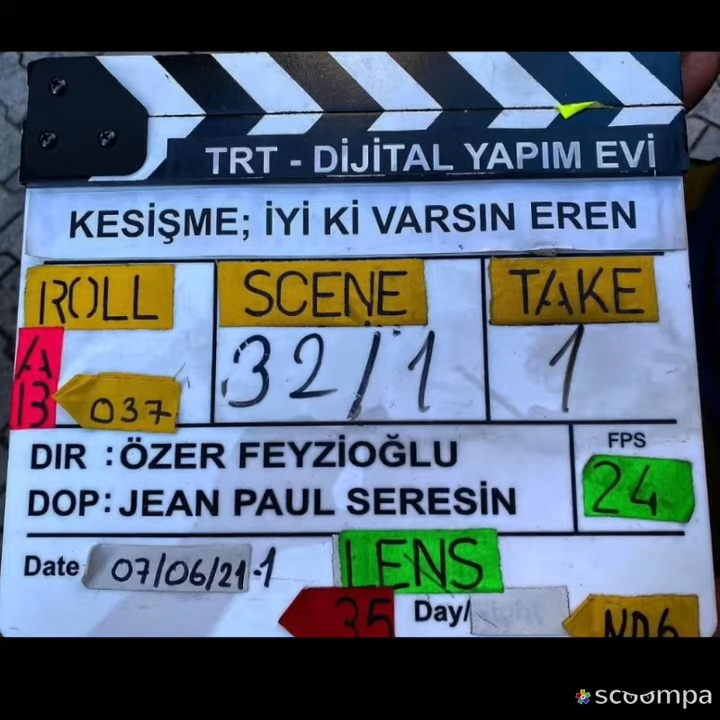 TRT - DİJİTAL YAPIM EVİ
KESİŞME; İYİ Kİ VARSIN EREN
ROLL SCENE TAKE
A
B 037 32/1 1
DIR : ÖZER FEYZİOĞLU
DOP: JEAN PAUL SERESİN
FPS
24
Date 07/06/21-1 LENS
35 Day/ ND6
scoompa